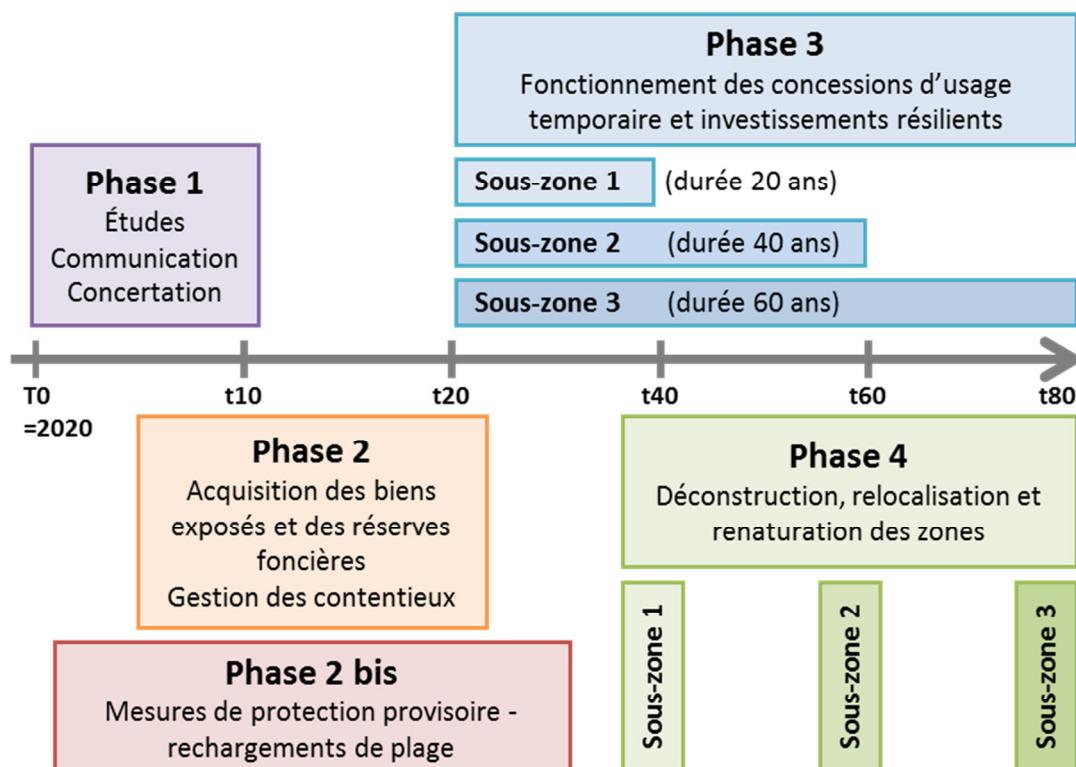 Phase 3
Fonctionnement des concessions d'usage
temporaire et investissements résilients
Phase 1
Études
Communication
Concertation
Sous-zone 1 (durée 20 ans)
Sous-zone 2 (durée 40 ans)
Sous-zone 3 (durée 60 ans)
T0 t10 t20 t40 t60 t80
=2020
Phase 2
Acquisition des biens
exposés et des réserves
foncières
Gestion des contentieux
Phase 4
Déconstruction, relocalisation et
renaturation des zones
Phase 2 bis
Mesures de protection provisoire -
rechargements de plage
Sous-zone 1
Sous-zone 2
Sous-zone 3